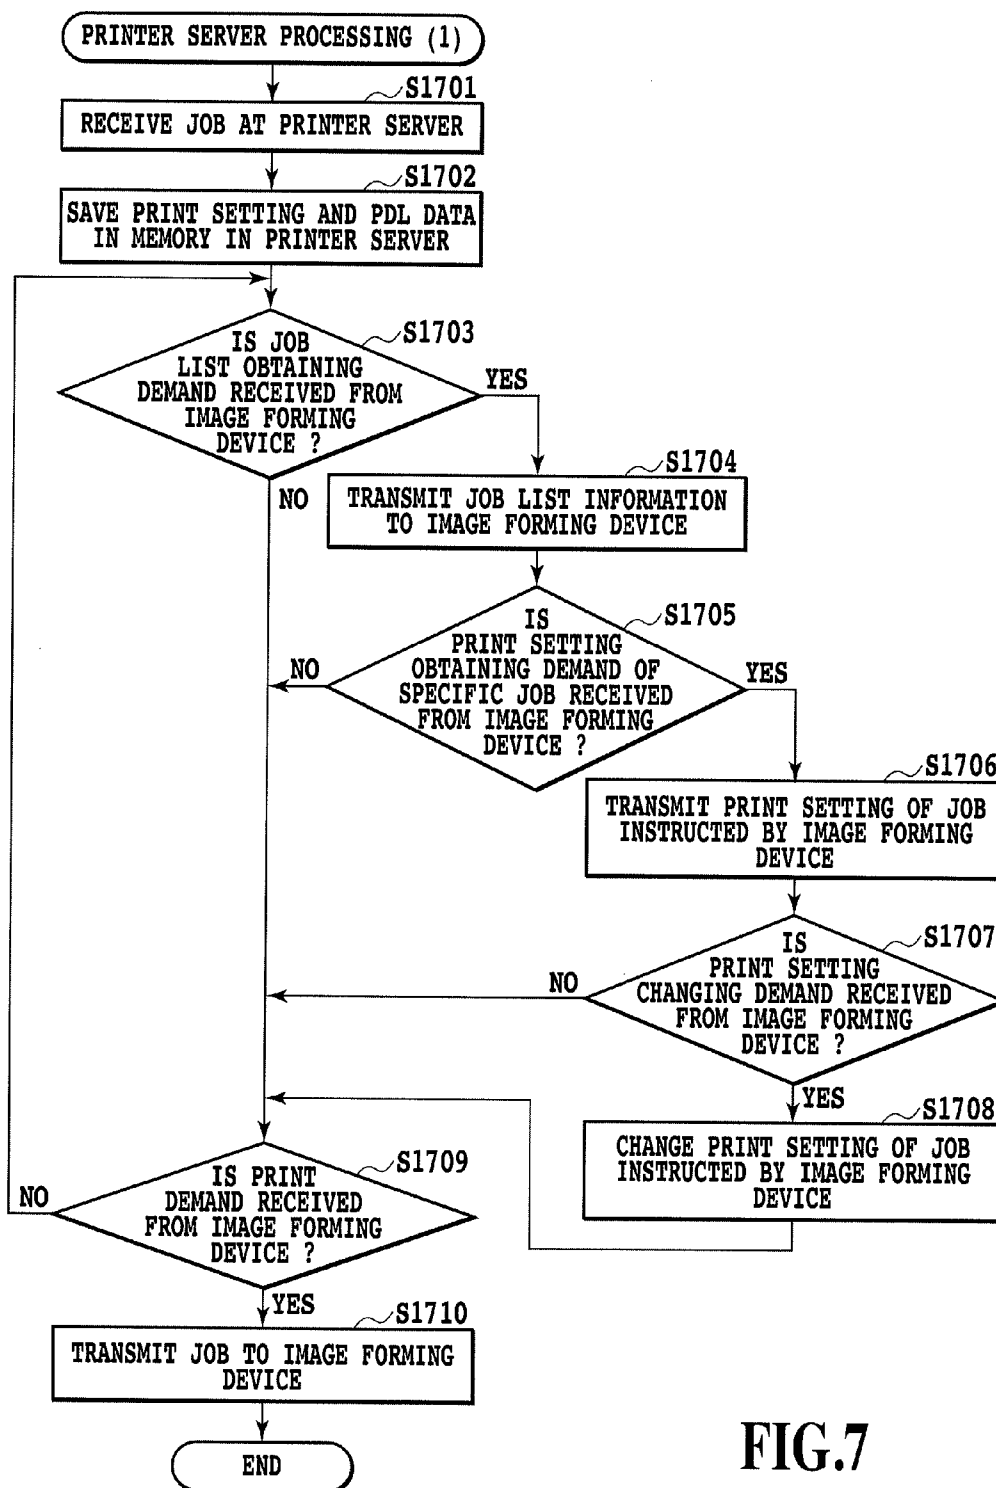 PRINTER SERVER PROCESSING (1)
S1701
RECEIVE JOB AT PRINTER SERVER
S1702
SAVE PRINT SETTING AND PDL DATA
IN MEMORY IN PRINTER SERVER
S1703
IS JOB
LIST OBTAINING
DEMAND RECEIVED FROM
IMAGE FORMING
DEVICE ?
YES
NO
S1704
TRANSMIT JOB LIST INFORMATION
TO IMAGE FORMING DEVICE
S1705
IS
PRINT SETTING
OBTAINING DEMAND OF
SPECIFIC JOB RECEIVED
FROM IMAGE FORMING
DEVICE ?
NO
YES
S1706
TRANSMIT PRINT SETTING OF JOB
INSTRUCTED BY IMAGE FORMING
DEVICE
S1707
IS
PRINT SETTING
CHANGING DEMAND RECEIVED
FROM IMAGE FORMING
DEVICE ?
NO
YES
S1708
CHANGE PRINT SETTING OF JOB
INSTRUCTED BY IMAGE FORMING
DEVICE
S1709
IS PRINT
DEMAND RECEIVED
FROM IMAGE FORMING
DEVICE ?
NO
YES
S1710
TRANSMIT JOB TO IMAGE FORMING
DEVICE
END
FIG.7